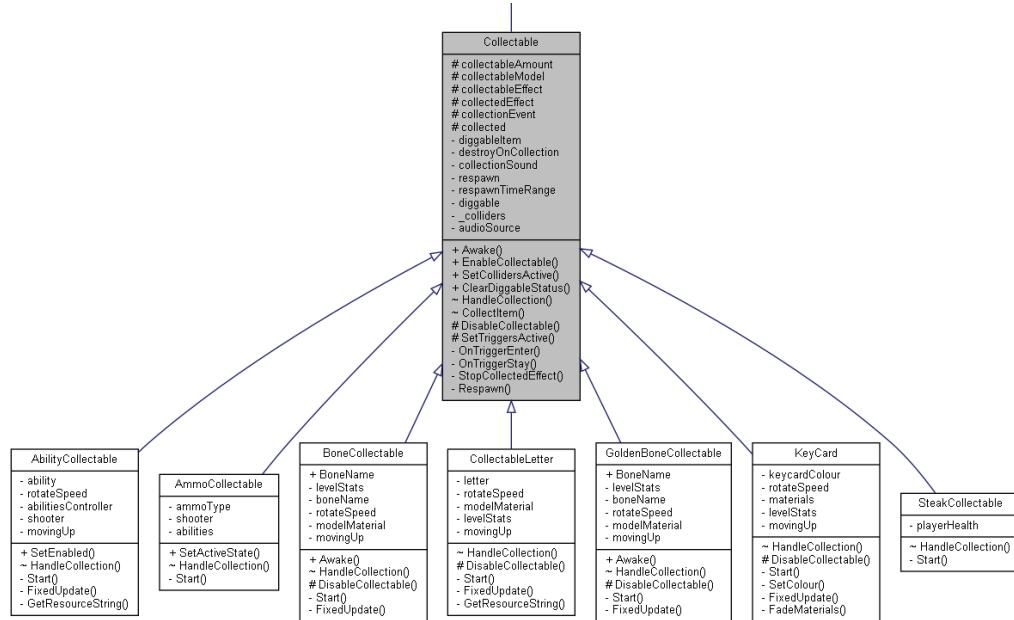 Collectable
# collectableAmount
# collectableModel
# collectableEffect
# collectedEffect
# collectionEvent
# collected
- diggableItem
- destroyOnCollection
- collectionSound
- respawn
- respawnTimeRange
- diggable
- _colliders
- audioSource
+ Awake()
+ EnableCollectable()
+ SetCollidersActive()
+ ClearDiggableStatus()
~ HandleCollection()
~ CollectItem()
# DisableCollectable()
# SetTriggersActive()
- OnTriggerEnter()
- OnTriggerStay()
- StopCollectedEffect()
- Respawn()
AbilityCollectable
- ability
- rotateSpeed
- abilitiesController
- shooter
- movingUp
+ SetEnabled()
~ HandleCollection()
- Start()
- FixedUpdate()
- GetResourceString()
AmmoCollectable
- ammoType
- shooter
- abilities
+ SetActiveState()
~ HandleCollection()
- Start()
BoneCollectable
+ BoneName
- levelStats
- boneName
- rotateSpeed
- modelMaterial
- movingUp
+ Awake()
~ HandleCollection()
# DisableCollectable()
- Start()
- FixedUpdate()
CollectableLetter
- letter
- rotateSpeed
- modelMaterial
- levelStats
- movingUp
~ HandleCollection()
# DisableCollectable()
- Start()
- FixedUpdate()
- GetResourceString()
GoldenBoneCollectable
+ BoneName
- levelStats
- boneName
- rotateSpeed
- modelMaterial
- movingUp
+ Awake()
~ HandleCollection()
# DisableCollectable()
- Start()
- FixedUpdate()
KeyCard
- keycardColour
- rotateSpeed
- materials
- levelStats
- movingUp
~ HandleCollection()
# DisableCollectable()
- Start()
- SetColour()
- FixedUpdate()
- FadeMaterials()
SteakCollectable
- playerHealth
~ HandleCollection()
- Start()